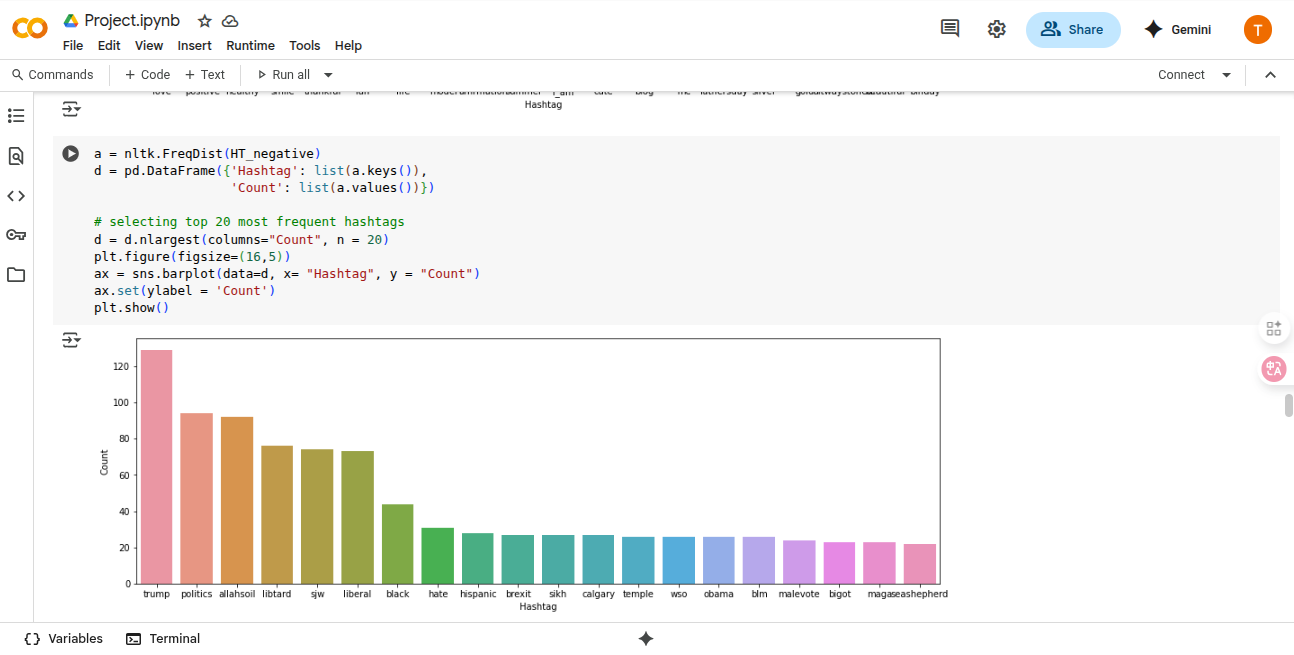 Project.ipynb
File Edit View Insert Runtime Tools Help
Share
Gemini
T
Commands + Code + Text Run all
Connect
Hashtag
a = nltk.FreqDist(HT_negative)
d = pd.DataFrame({'Hashtag': list(a.keys()),
'Count': list(a.values())})
# selecting top 20 most frequent hashtags
d = d.nlargest(columns="Count", n = 20)
plt.figure(figsize=(16,5))
ax = sns.barplot(data=d, x= "Hashtag", y = "Count")
ax.set(ylabel = 'Count')
plt.show()
120
100
80
60
40
20
0
Count
trump politics allahsoil libtard sjw liberal black hate hispanic brexit sikh calgary temple wso obama blm malevote bigot magaseashepherd
Hashtag
Variables Terminal